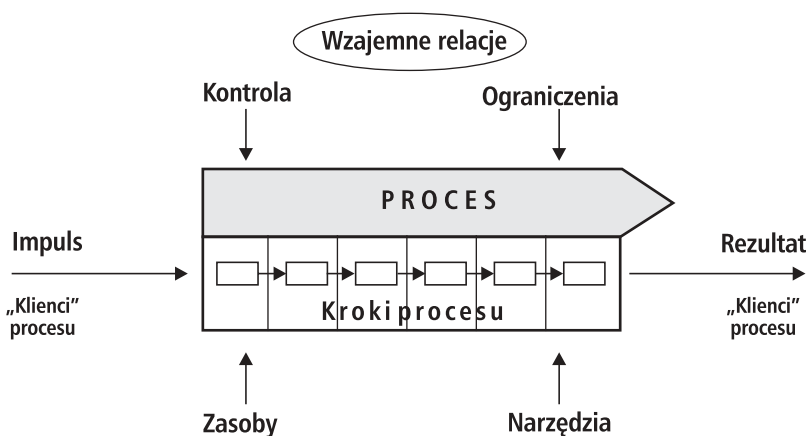 Wzajemne relacje
Kontrola
Ograniczenia
PROCES
Impuls
Rezultat
„Klienci”
procesu
Kroki procesu
„Klienci”
procesu
Zasoby
Narzędzia